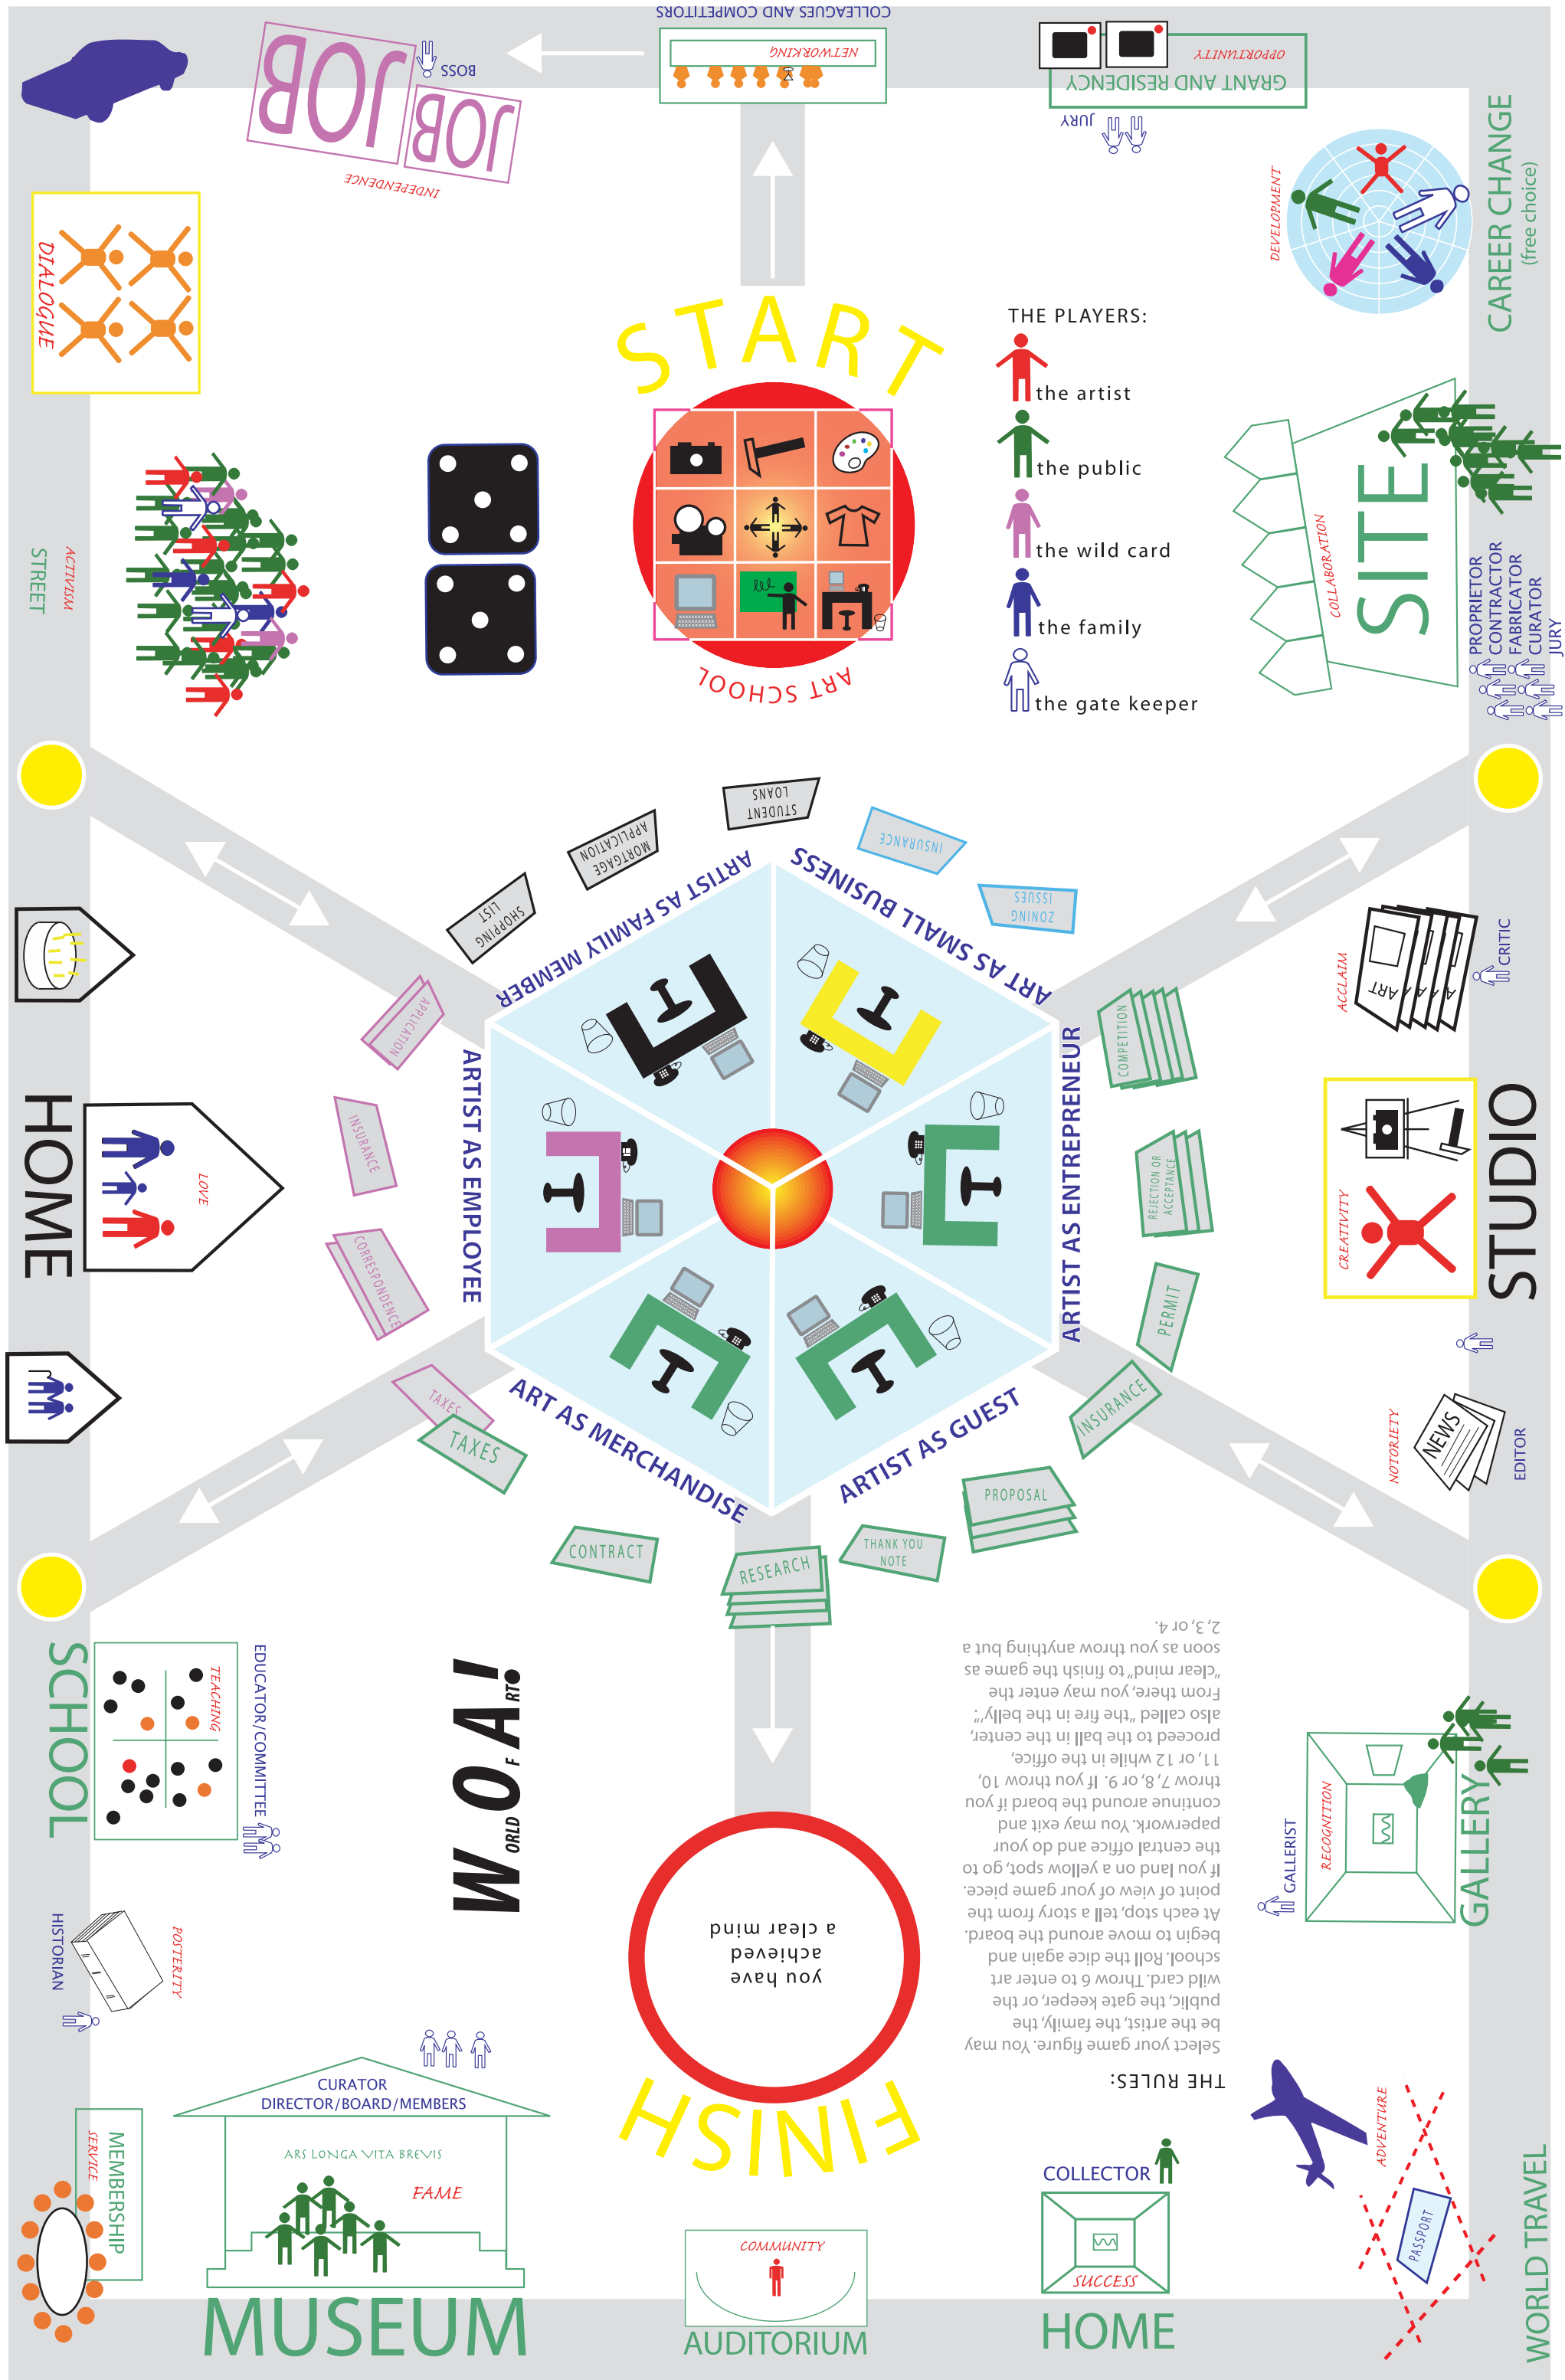 COLLEAGUES AND COMPETITORS
NETWORKING
BOSS
JOB
JOB
INDEPENDENCE
OPPORTUNITY
GRANT AND RESIDENCY
JURY
CAREER CHANGE
(free choice)
DEVELOPMENT
DIALOGUE
START
ART SCHOOL
THE PLAYERS:
the artist
the public
the wild card
the family
the gate keeper
ACTIVISM
STREET
SITE
COLLABORATION
PROPRIETOR
CONTRACTOR
FABRICATOR
CURATOR
JURY
STUDENT
LOANS
MORTGAGE
APPLICATION
SHOPPING
LIST
INSURANCE
ZONING
ISSUES
ARTIST AS FAMILY MEMBER
ART AS SMALL BUSINESS
ARTIST AS EMPLOYEE
ARTIST AS ENTREPRENEUR
ART AS MERCHANDISE
ARTIST AS GUEST
APPLICATION
INSURANCE
CORRESPONDENCE
TAXES
TAXES
CONTRACT
RESEARCH
THANK YOU
NOTE
PROPOSAL
INSURANCE
PERMIT
REJECTION OR
ACCEPTANCE
COMPETITION
HOME
LOVE
ACCLAIM
ART
A
A
A
A
CRITIC
CREATIVITY
STUDIO
NOTORIETY
NEWS
EDITOR
SCHOOL
TEACHING
EDUCATOR/COMMITTEE
HISTORIAN
POSTERITY
WORLD OF ART!
you have
achieved
a clear mind
FINISH
THE RULES:
Select your game figure. You may
be the artist, the family, the
public, the gate keeper, or the
wild card. Throw 6 to enter art
school. Roll the dice again and
begin to move around the board.
At each stop, tell a story from the
point of view of your game piece.
If you land on a yellow spot, go to
the central office and do your
paperwork. You may exit and
continue around the board if you
throw 7, 8, or 9. If you throw 10,
11, or 12 while in the office,
proceed to the ball in the center,
also called "the fire in the belly".
From there, you may enter the
"clear mind" to finish the game as
soon as you throw anything but a
2, 3, or 4.
GALLERIST
RECOGNITION
GALLERY
CURATOR
DIRECTOR/BOARD/MEMBERS
ARS LONGA VITA BREVIS
FAME
MUSEUM
MEMBERSHIP
SERVICE
COMMUNITY
AUDITORIUM
COLLECTOR
SUCCESS
HOME
ADVENTURE
PASSPORT
WORLD TRAVEL